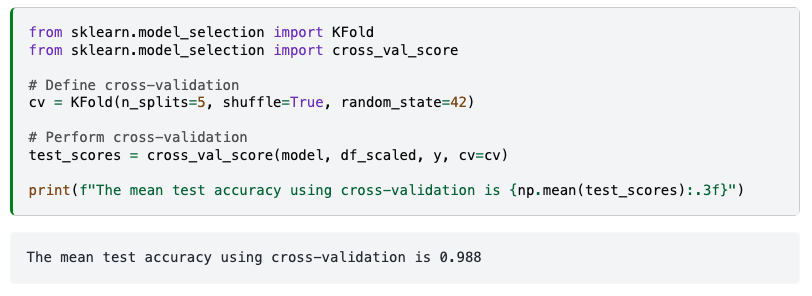 from sklearn.model_selection import KFold
from sklearn.model_selection import cross_val_score
# Define cross-validation
cv = KFold(n_splits=5, shuffle=True, random_state=42)
# Perform cross-validation
test_scores = cross_val_score(model, df_scaled, y, cv=cv)
print(f"The mean test accuracy using cross-validation is {np.mean(test_scores):.3f}")
The mean test accuracy using cross-validation is 0.988